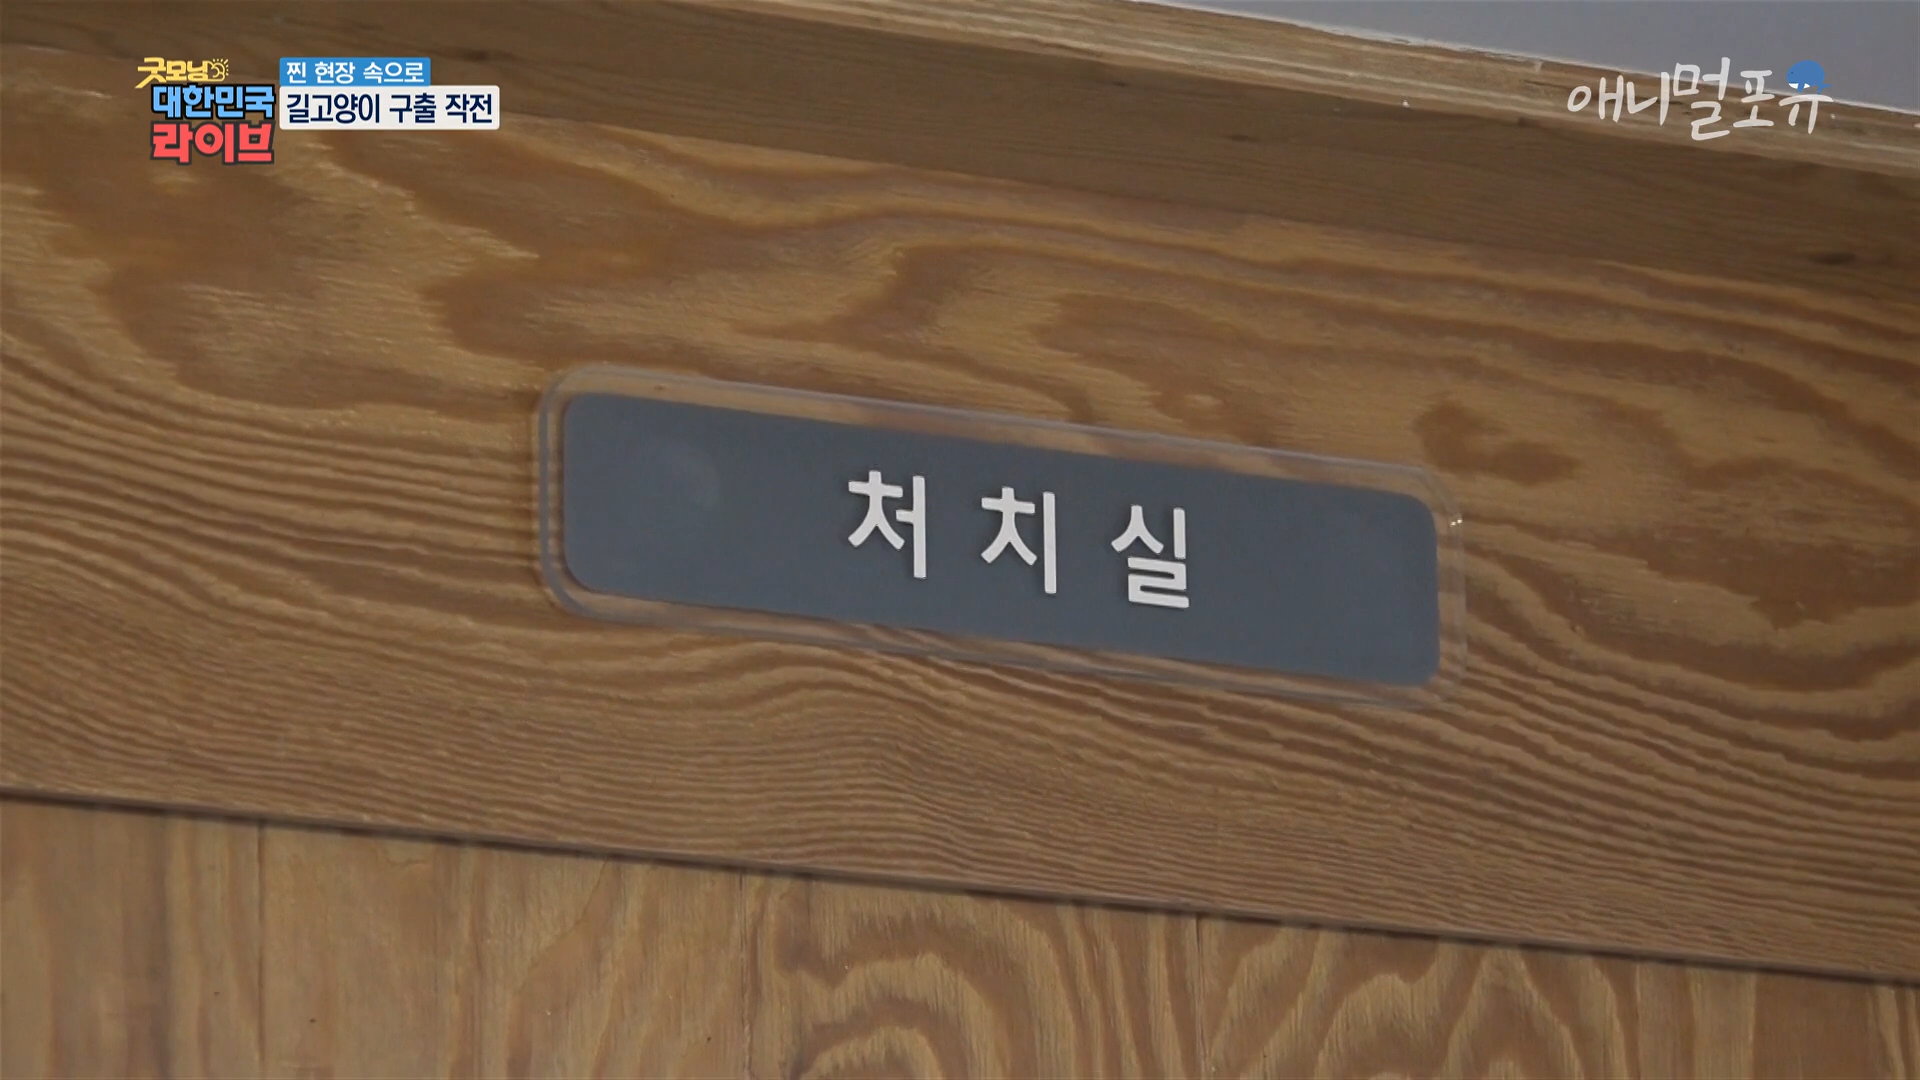 굿모닝
대한민국
라이브
찐 현장 속으로
길고양이 구출 작전
애니멀포유
처치실